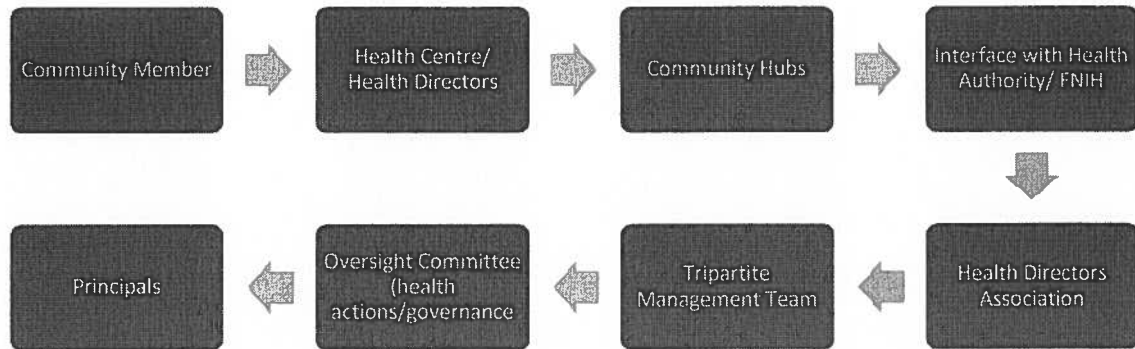 Community Member
Health Centre/
Health Directors
Community Hubs
Interface with Health
Authority/ FNIH
Health Directors
Association
Tripartite
Management Team
Oversight Committee
(health
actions/governance
Principals